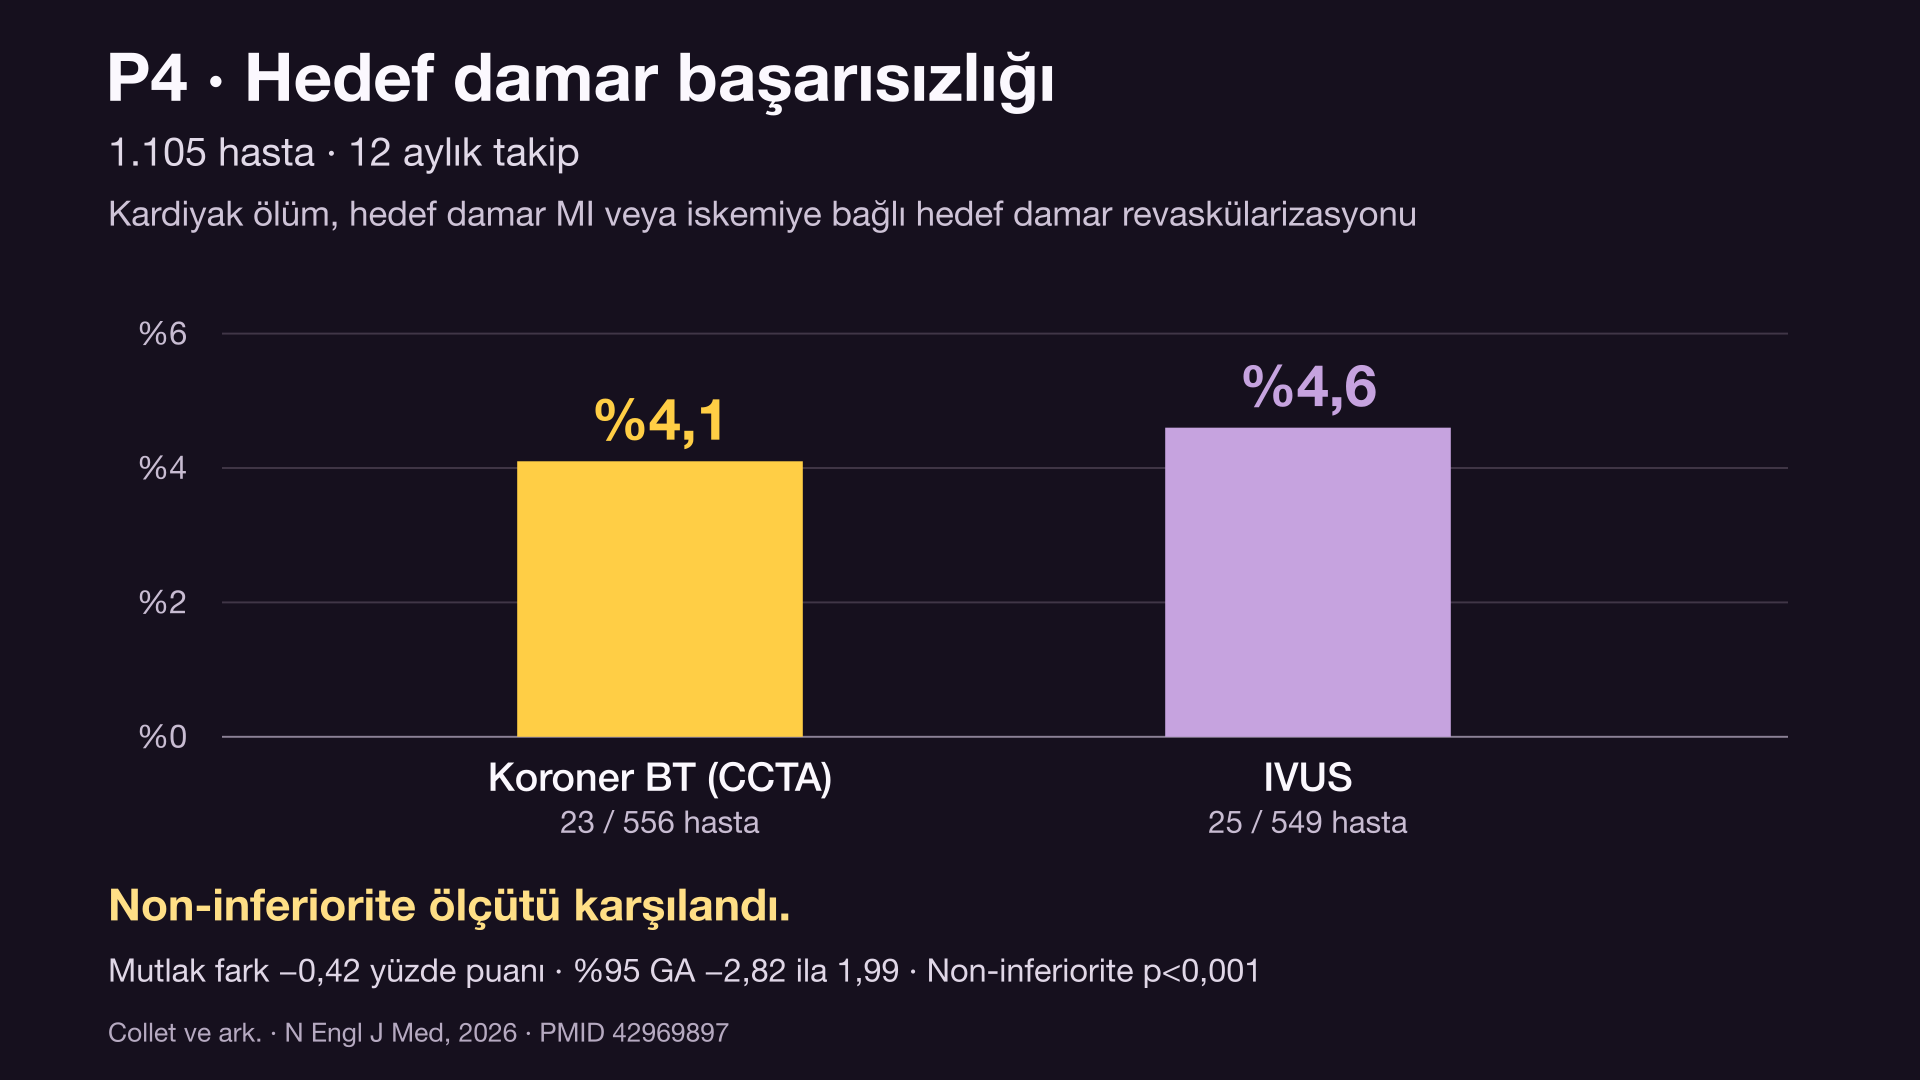 P4 · Hedef damar başarısızlığı
1.105 hasta · 12 aylık takip
Kardiyak ölüm, hedef damar MI veya iskemiye bağlı hedef damar revaskülarizasyonu
%6
%4
%2
%0
%4,1
%4,6
Koroner BT (CCTA)
23 / 556 hasta
IVUS
25 / 549 hasta
Non-inferiorite ölçütü karşılandı.
Mutlak fark −0,42 yüzde puanı · %95 GA −2,82 ila 1,99 · Non-inferiorite p<0,001
Collet ve ark. · N Engl J Med, 2026 · PMID 42969897